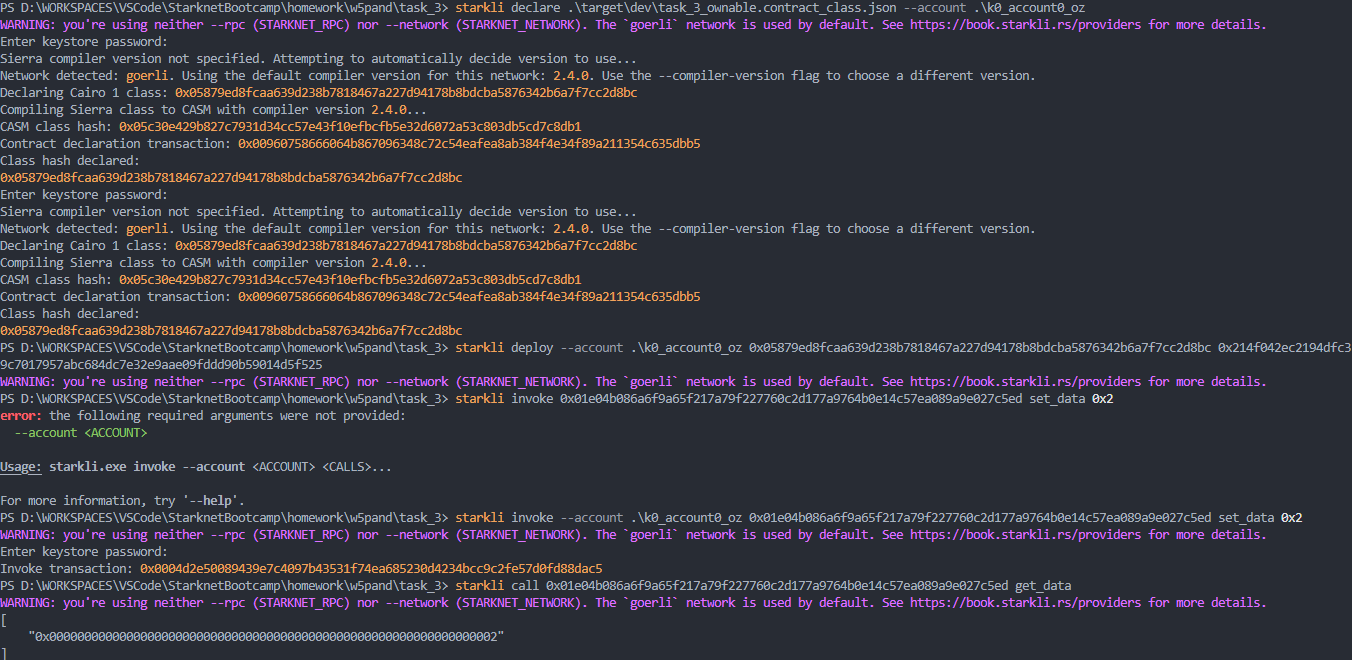 PS D:\WORKSPACES\VSCode\StarknetBootcamp\homework\w5pand\task_3> starkli declare .\target\dev\task_3_ownable.contract_class.json --account .\k0_account0_oz
WARNING: you're using neither --rpc (STARKNET_RPC) nor --network (STARKNET_NETWORK). The `goerli` network is used by default. See https://book.starkli.rs/providers for more details.
Enter keystore password:
Sierra compiler version not specified. Attempting to automatically decide version to use...
Network detected: goerli. Using the default compiler version for this network: 2.4.0. Use the --compiler-version flag to choose a different version.
Declaring Cairo 1 class: 0x05879ed8fcaa639d238b7818467a227d94178b8bdcba5876342b6a7f7cc2d8bc
Compiling Sierra class to CASM with compiler version 2.4.0...
CASM class hash: 0x05c30e429b827c7931d34cc57e43f10efbcfb5e32d6072a53c803db5cd7c8db1
Contract declaration transaction: 0x00960758666064b867096348c72c54eafea8ab384f4e34f89a211354c635dbb5
Class hash declared:
0x05879ed8fcaa639d238b7818467a227d94178b8bdcba5876342b6a7f7cc2d8bc
Enter keystore password:
Sierra compiler version not specified. Attempting to automatically decide version to use...
Network detected: goerli. Using the default compiler version for this network: 2.4.0. Use the --compiler-version flag to choose a different version.
Declaring Cairo 1 class: 0x05879ed8fcaa639d238b7818467a227d94178b8bdcba5876342b6a7f7cc2d8bc
Compiling Sierra class to CASM with compiler version 2.4.0...
CASM class hash: 0x05c30e429b827c7931d34cc57e43f10efbcfb5e32d6072a53c803db5cd7c8db1
Contract declaration transaction: 0x00960758666064b867096348c72c54eafea8ab384f4e34f89a211354c635dbb5
Class hash declared:
0x05879ed8fcaa639d238b7818467a227d94178b8bdcba5876342b6a7f7cc2d8bc
PS D:\WORKSPACES\VSCode\StarknetBootcamp\homework\w5pand\task_3> starkli deploy --account .\k0_account0_oz 0x05879ed8fcaa639d238b7818467a227d94178b8bdcba5876342b6a7f7cc2d8bc 0x214f042ec2194dfc3
9c7017957abc684dc7e32e9aae09fddd90b59014d5f525
WARNING: you're using neither --rpc (STARKNET_RPC) nor --network (STARKNET_NETWORK). The `goerli` network is used by default. See https://book.starkli.rs/providers for more details.
PS D:\WORKSPACES\VSCode\StarknetBootcamp\homework\w5pand\task_3> starkli invoke 0x01e04b086a6f9a65f217a79f227760c2d177a9764b0e14c57ea089a9e027c5ed set_data 0x2
error: the following required arguments were not provided:
--account <ACCOUNT>
Usage: starkli.exe invoke --account <ACCOUNT> <CALLS>...
For more information, try '--help'.
PS D:\WORKSPACES\VSCode\StarknetBootcamp\homework\w5pand\task_3> starkli invoke --account .\k0_account0_oz 0x01e04b086a6f9a65f217a79f227760c2d177a9764b0e14c57ea089a9e027c5ed set_data 0x2
WARNING: you're using neither --rpc (STARKNET_RPC) nor --network (STARKNET_NETWORK). The `goerli` network is used by default. See https://book.starkli.rs/providers for more details.
Enter keystore password:
Invoke transaction: 0x0004d2e50089439e7c4097b43531f74ea685230d4234bcc9c2fe57d0fd88dac5
PS D:\WORKSPACES\VSCode\StarknetBootcamp\homework\w5pand\task_3> starkli call 0x01e04b086a6f9a65f217a79f227760c2d177a9764b0e14c57ea089a9e027c5ed get_data
WARNING: you're using neither --rpc (STARKNET_RPC) nor --network (STARKNET_NETWORK). The `goerli` network is used by default. See https://book.starkli.rs/providers for more details.
[
"0x0000000000000000000000000000000000000000000000000000000000000002"
]